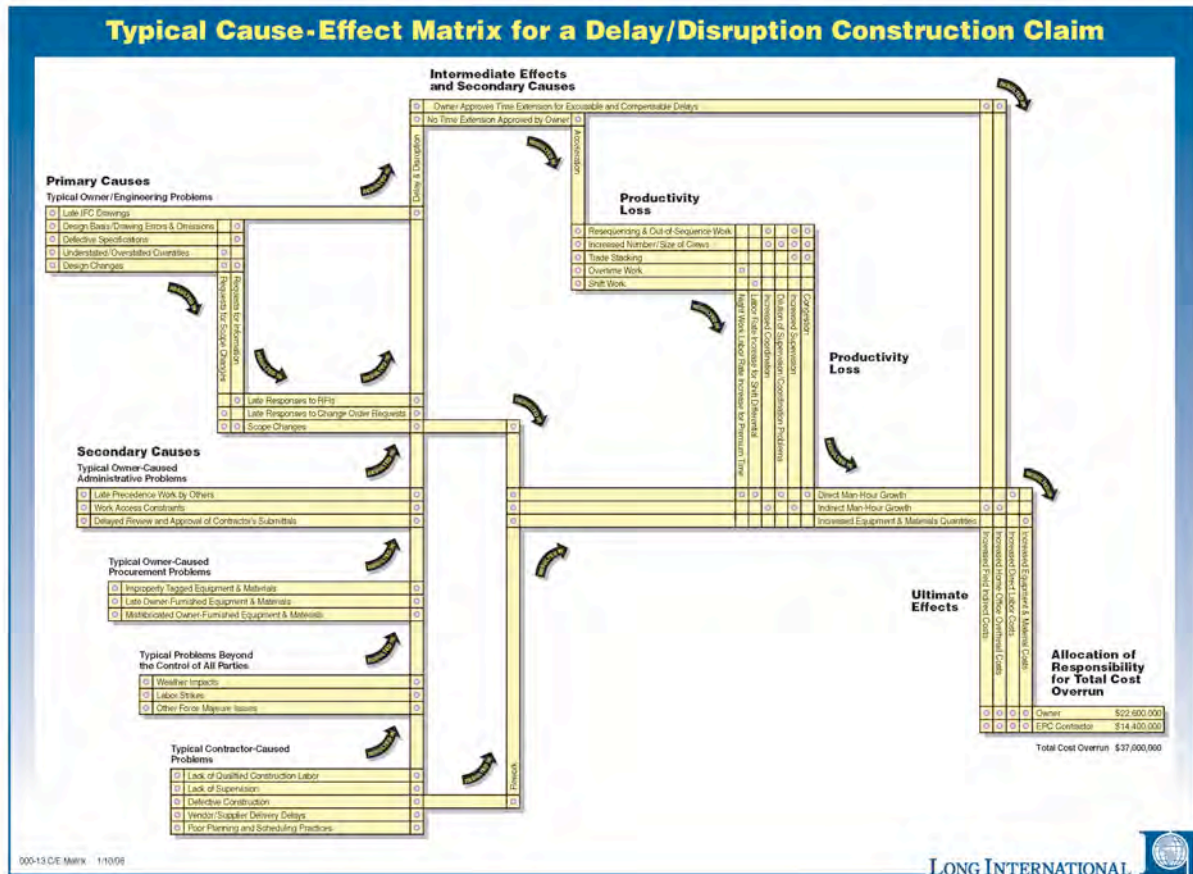 Typical Cause-Effect Matrix for a Delay/Disruption Construction Claim
Intermediate Effects
and Secondary Causes
Owner Approves Time Extension for Excusable and Compensable Delays
No Time Extension Approved by Owner
Delay & Disruption
Acceleration
Primary Causes
Typical Owner/Engineering Problems
Late IFC Drawings
Design Basis/Drawing Errors & Omissions
Defective Specifications
Understated/Overstated Quantities
Design Changes
RESULTED IN
Requests for Scope Changes
Requests for Information
Late Responses to RFIs
Late Responses to Change Order Requests
Scope Changes
Productivity
Loss
Resequencing & Out-of-Sequence Work
Increased Number/Size of Crews
Trade Stacking
Overtime Work
Shift Work
Night Work Labor Rate Increase for Premium Time
Labor Rate Increase for Shift Differential
Increased Coordination
Dilution of Supervision/Coordination Problems
Increased Supervision
Congestion
Productivity
Loss
Secondary Causes
Typical Owner-Caused
Administrative Problems
Late Precedence Work by Others
Work Access Constraints
Delayed Review and Approval of Contractor's Submittals
Direct Man-Hour Growth
Indirect Man-Hour Growth
Increased Equipment & Materials Quantities
Typical Owner-Caused
Procurement Problems
Improperly Tagged Equipment & Materials
Late Owner-Furnished Equipment & Materials
Misfabricated Owner-Furnished Equipment & Materials
Ultimate
Effects
Increased Field Indirect Costs
Increased Home Office Overhead Costs
Increased Direct Labor Costs
Increased Equipment & Material Costs
Typical Problems Beyond
the Control of All Parties
Weather Impacts
Labor Strikes
Other Force Majeure Issues
Allocation of
Responsibility
for Total Cost
Overrun
Owner $22,600,000
EPC Contractor $14,400,000
Total Cost Overrun $37,000,000
Typical Contractor-Caused
Problems
Lack of Qualified Construction Labor
Lack of Supervision
Defective Construction
Vendor/Supplier Delivery Delays
Poor Planning and Scheduling Practices
Rework
000-13 C/E Matrix 1/10/08
LONG INTERNATIONAL